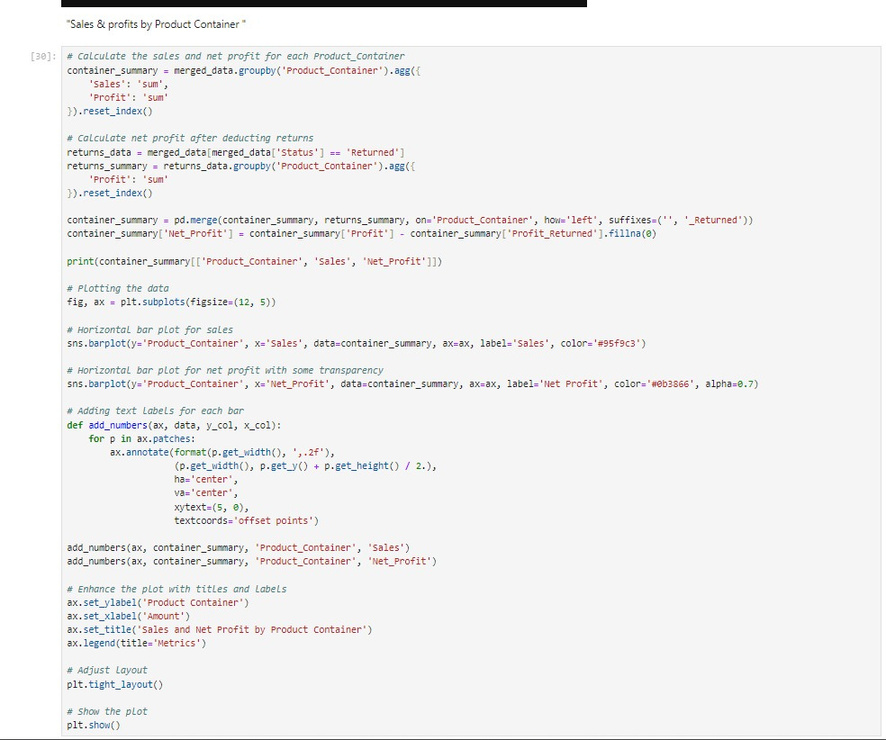 "Sales & profits by Product Container "
[30]:
# Calculate the sales and net profit for each Product_Container
container_summary = merged_data.groupby('Product_Container').agg({
    'Sales': 'sum',
    'Profit': 'sum'
}).reset_index()
# Calculate net profit after deducting returns
returns_data = merged_data[merged_data['Status'] == 'Returned']
returns_summary = returns_data.groupby('Product_Container').agg({
    'Profit': 'sum'
}).reset_index()
container_summary = pd.merge(container_summary, returns_summary, on='Product_Container', how='left', suffixes=('', '_Returned'))
container_summary['Net_Profit'] = container_summary['Profit'] - container_summary['Profit_Returned'].fillna(0)
print(container_summary[['Product_Container', 'Sales', 'Net_Profit']])
# Plotting the data
fig, ax = plt.subplots(figsize=(12, 5))
# Horizontal bar plot for sales
sns.barplot(y='Product_Container', x='Sales', data=container_summary, ax=ax, label='Sales', color='#95f9c3')
# Horizontal bar plot for net profit with some transparency
sns.barplot(y='Product_Container', x='Net_Profit', data=container_summary, ax=ax, label='Net Profit', color='#0b3866', alpha=0.7)
# Adding text labels for each bar
def add_numbers(ax, data, y_col, x_col):
    for p in ax.patches:
        ax.annotate(format(p.get_width(), ',.2f'),
                    (p.get_width(), p.get_y() + p.get_height() / 2.),
                    ha='center',
                    va='center',
                    xytext=(5, 0),
                    textcoords='offset points')
add_numbers(ax, container_summary, 'Product_Container', 'Sales')
add_numbers(ax, container_summary, 'Product_Container', 'Net_Profit')
# Enhance the plot with titles and labels
ax.set_ylabel('Product Container')
ax.set_xlabel('Amount')
ax.set_title('Sales and Net Profit by Product Container')
ax.legend(title='Metrics')
# Adjust layout
plt.tight_layout()
# Show the plot
plt.show()